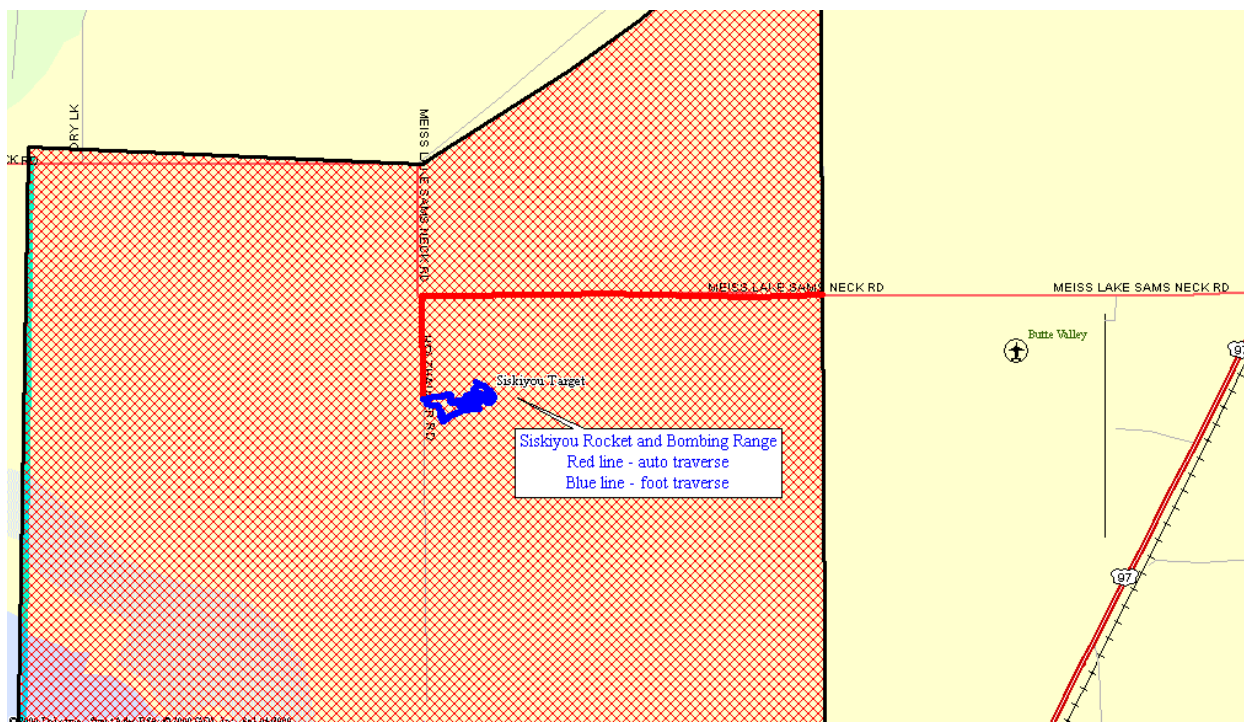 DRY LK
CK RD
MEISS LAKE SAMS NECK RD
MEISS LAKE SAMS NECK RD
MEISS LAKE SAMS NECK RD
Butte Valley
97
Siskiyou Target
RD
Siskiyou Rocket and Bombing Range
Red line - auto traverse
Blue line - foot traverse
97